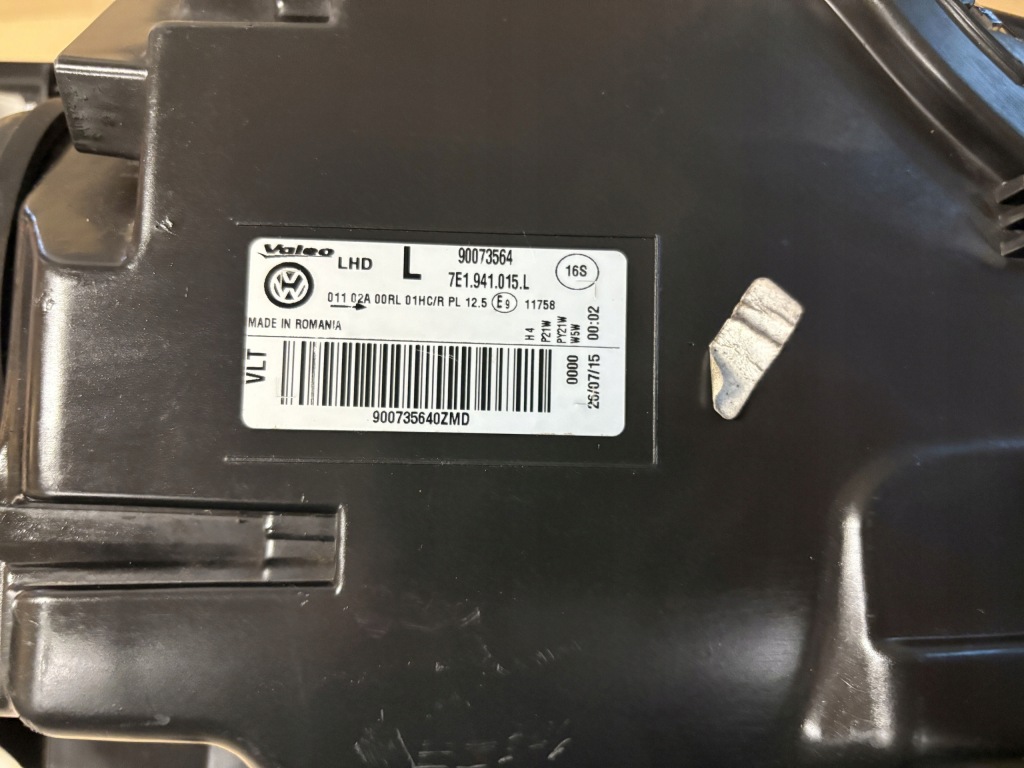 Valeo LHD L 90073564
7E1.941.015.L
16S
011 02A 00RL 01HC/R PL 12.5 E9 11758
MADE IN ROMANIA
VLT
H4
P21W
PY21W
W5W
0000
26/07/15 00:02
900735640ZMD